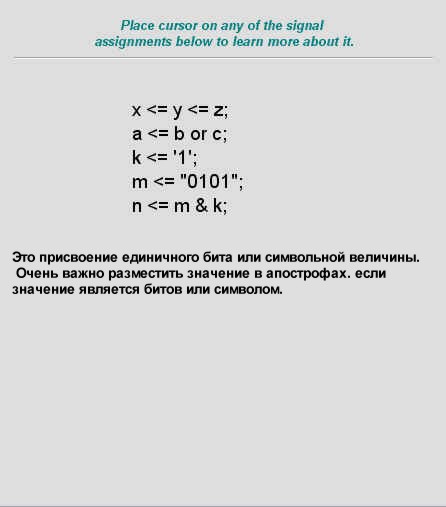 Place cursor on any of the signal
assignments below to learn more about it.
x <= y <= z;
a <= b or c;
k <= '1';
m <= "0101";
n <= m & k;
Это присвоение единичного бита или символьной величины.
Очень важно разместить значение в апострофах. если
значение является битов или символом.